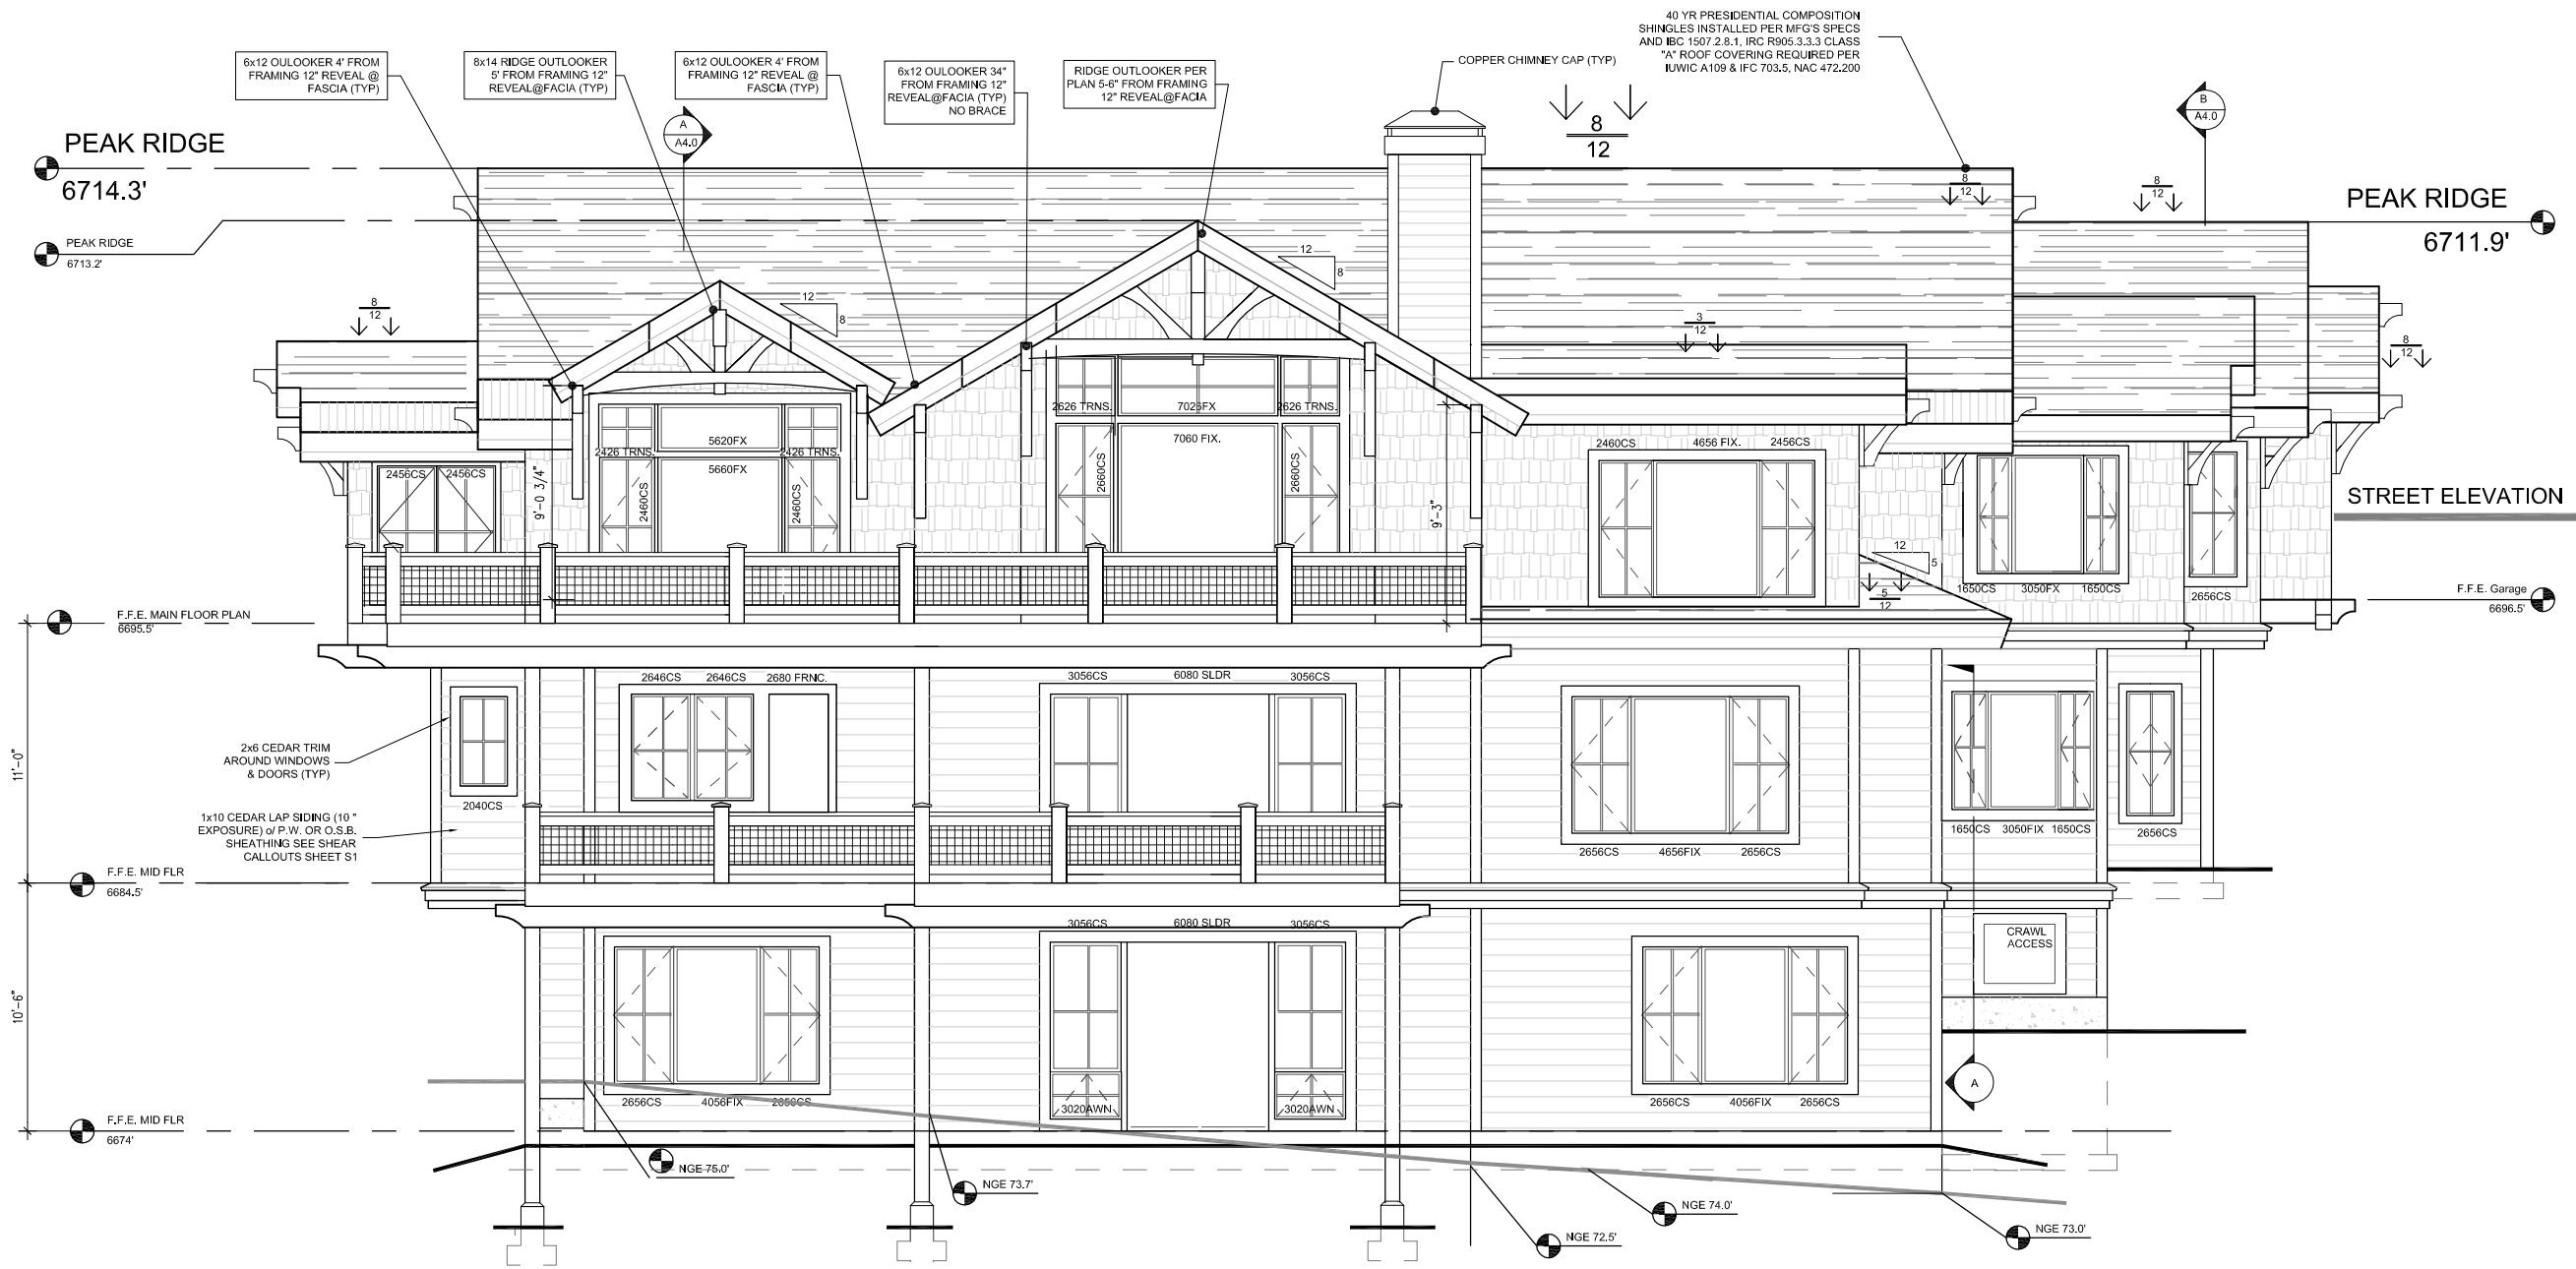 40 YR PRESIDENTIAL COMPOSITION
SHINGLES INSTALLED PER MFG'S SPECS
AND IBC 1507.2.8.1, IRC R905.3.3.3 CLASS
"A" ROOF COVERING REQUIRED PER
IUWIC A109 & IFC 703.5, NAC 472.200
6x12 OULOOKER 4' FROM
FRAMING 12" REVEAL @
FASCIA (TYP)
8x14 RIDGE OUTLOOKER
5' FROM FRAMING 12"
REVEAL@FACIA (TYP)
6x12 OULOOKER 4' FROM
FRAMING 12" REVEAL @
FASCIA (TYP)
6x12 OULOOKER 34"
FROM FRAMING 12"
REVEAL@FACIA (TYP)
NO BRACE
RIDGE OUTLOOKER PER
PLAN 5-6" FROM FRAMING
12" REVEAL@FACIA
COPPER CHIMNEY CAP (TYP)
8
12
A
A4.0
B
A4.0
PEAK RIDGE
6714.3'
PEAK RIDGE
6713.2'
PEAK RIDGE
6711.9'
8
12
8
12
12
8
12
8
8
12
3
12
8
12
2626 TRNS.
7026FX
2626 TRNS.
7060 FIX.
2660CS
2660CS
5620FX
2426 TRNS.
2426 TRNS.
5660FX
2460CS
2460CS
2456CS
2456CS
9'-0 3/4"
9'-3"
2460CS
4656 FIX.
2456CS
STREET ELEVATION
12
5
5
12
1650CS
3050FX
1650CS
2656CS
F.F.E. Garage
6696.5'
F.F.E. MAIN FLOOR PLAN
6695.5'
11'-0"
2646CS
2646CS
2680 FRNC.
3056CS
6080 SLDR
3056CS
2x6 CEDAR TRIM
AROUND WINDOWS
& DOORS (TYP)
2040CS
1x10 CEDAR LAP SIDING (10 "
EXPOSURE) o/ P.W. OR O.S.B.
SHEATHING SEE SHEAR
CALLOUTS SHEET S1
2656CS
4656FIX
2656CS
1650CS
3050FIX
1650CS
2656CS
F.F.E. MID FLR
6684.5'
10'-6"
3056CS
6080 SLDR
3056CS
CRAWL
ACCESS
2656CS
4056FIX
2656CS
3020AWN
3020AWN
2656CS
4056FIX
2656CS
A
F.F.E. MID FLR
6674'
NGE 75.0'
NGE 73.7'
NGE 72.5'
NGE 74.0'
NGE 73.0'